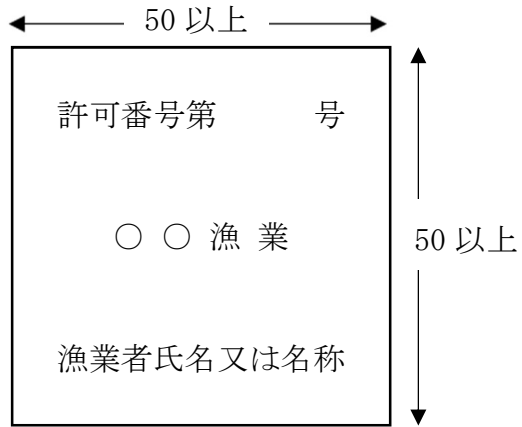 50 以上
許可番号第　　　号
○ ○ 漁 業
50 以上
漁業者氏名又は名称